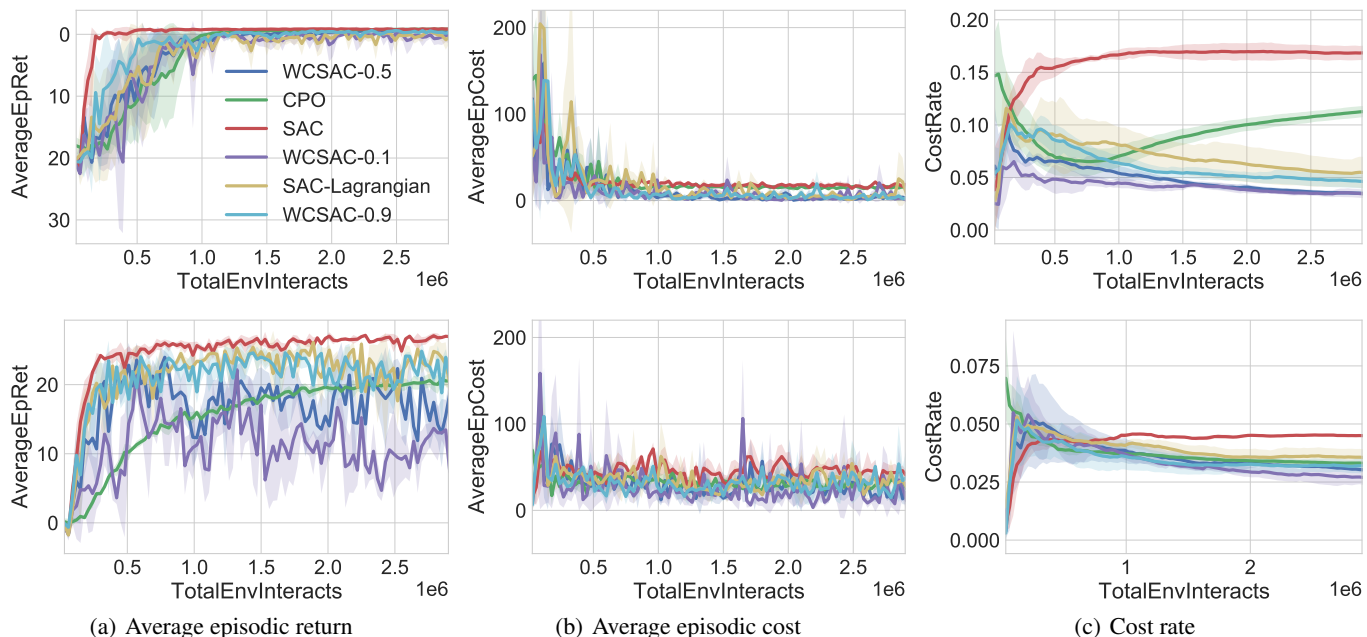 0
10
20
30
AverageEpRet
WCSAC-0.5
CPO
SAC
WCSAC-0.1
SAC-Lagrangian
WCSAC-0.9
0.5 1.0 1.5 2.0 2.5
TotalEnvInteracts 1e6
200
100
0
AverageEpCost
0.5 1.0 1.5 2.0 2.5
TotalEnvInteracts 1e6
0.20
0.15
0.10
0.05
0.00
CostRate
0.5 1.0 1.5 2.0 2.5
TotalEnvInteracts 1e6
20
10
0
AverageEpRet
0.5 1.0 1.5 2.0 2.5
TotalEnvInteracts 1e6
200
100
0
AverageEpCost
0.5 1.0 1.5 2.0 2.5
TotalEnvInteracts 1e6
0.075
0.050
0.025
0.000
CostRate
1 2
TotalEnvInteracts 1e6
(a) Average episodic return
(b) Average episodic cost
(c) Cost rate